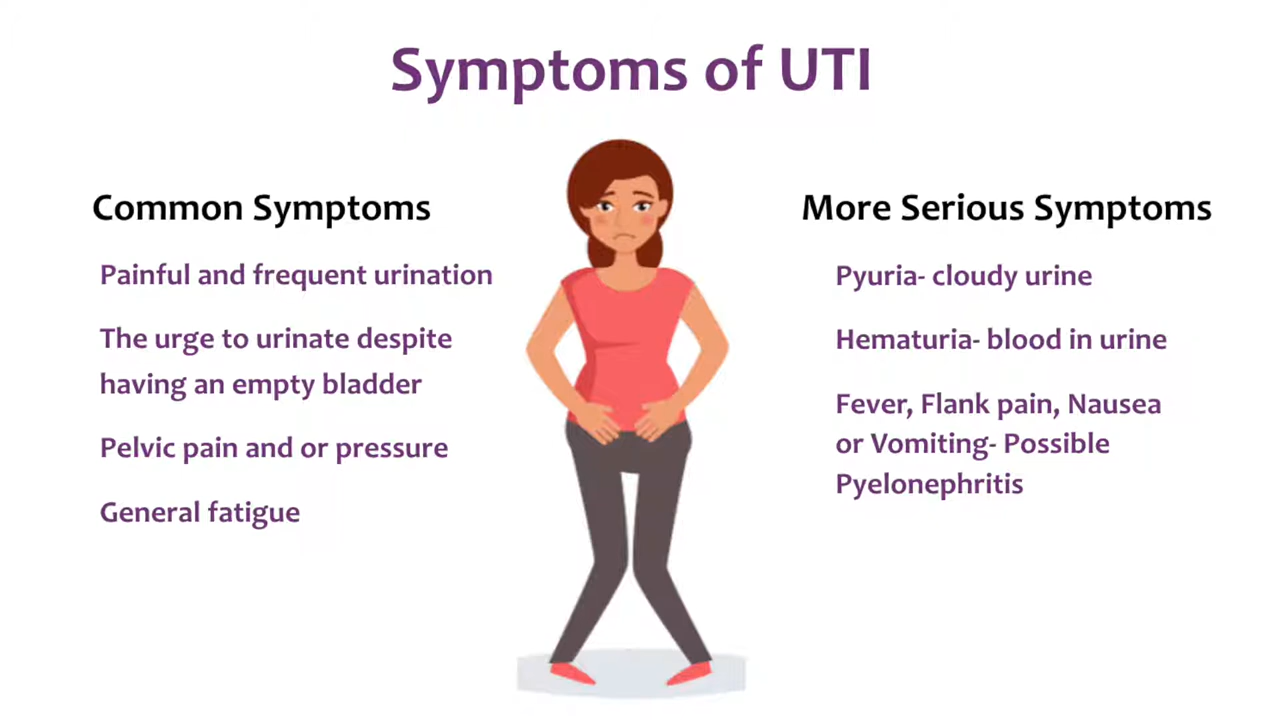 Symptoms of UTI
Common Symptoms
Painful and frequent urination
The urge to urinate despite
having an empty bladder
Pelvic pain and or pressure
General fatigue
More Serious Symptoms
Pyuria- cloudy urine
Hematuria- blood in urine
Fever, Flank pain, Nausea
or Vomiting- Possible
Pyelonephritis